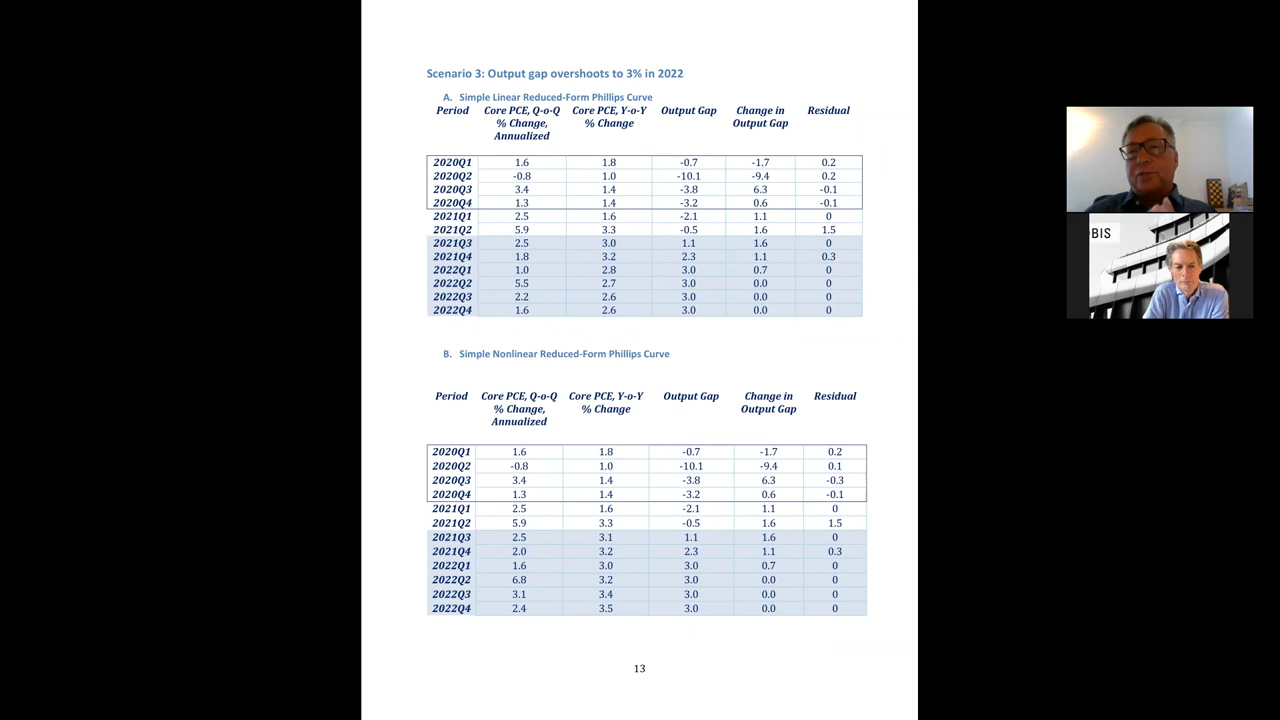 Scenario 3: Output gap overshoots to 3% in 2022
A. Simple Linear Reduced-Form Phillips Curve
Period Core PCE, Q-o-Q Core PCE, Y-o-Y Output Gap Change in Residual
% Change, % Change Output Gap
Annualized
2020Q1 1.6 1.8 -0.7 -1.7 0.2
2020Q2 -0.8 1.0 -10.1 -9.4 0.2
2020Q3 3.4 1.4 -3.8 6.3 -0.1
2020Q4 1.3 1.4 -3.2 0.6 -0.1
2021Q1 2.5 1.6 -2.1 1.1 0
2021Q2 5.9 3.3 -0.5 1.6 1.5
2021Q3 2.5 3.0 1.1 1.6 0
2021Q4 1.8 3.2 2.3 1.1 0.3
2022Q1 1.0 2.8 3.0 0.7 0
2022Q2 5.5 2.7 3.0 0.0 0
2022Q3 2.2 2.6 3.0 0.0 0
2022Q4 1.6 2.6 3.0 0.0 0
B. Simple Nonlinear Reduced-Form Phillips Curve
Period Core PCE, Q-o-Q Core PCE, Y-o-Y Output Gap Change in Residual
% Change, % Change Output Gap
Annualized
2020Q1 1.6 1.8 -0.7 -1.7 0.2
2020Q2 -0.8 1.0 -10.1 -9.4 0.1
2020Q3 3.4 1.4 -3.8 6.3 -0.3
2020Q4 1.3 1.4 -3.2 0.6 -0.1
2021Q1 2.5 1.6 -2.1 1.1 0
2021Q2 5.9 3.3 -0.5 1.6 1.5
2021Q3 2.5 3.1 1.1 1.6 0
2021Q4 2.0 3.2 2.3 1.1 0.3
2022Q1 1.6 3.0 3.0 0.7 0
2022Q2 6.8 3.2 3.0 0.0 0
2022Q3 3.1 3.4 3.0 0.0 0
2022Q4 2.4 3.5 3.0 0.0 0
13
BIS